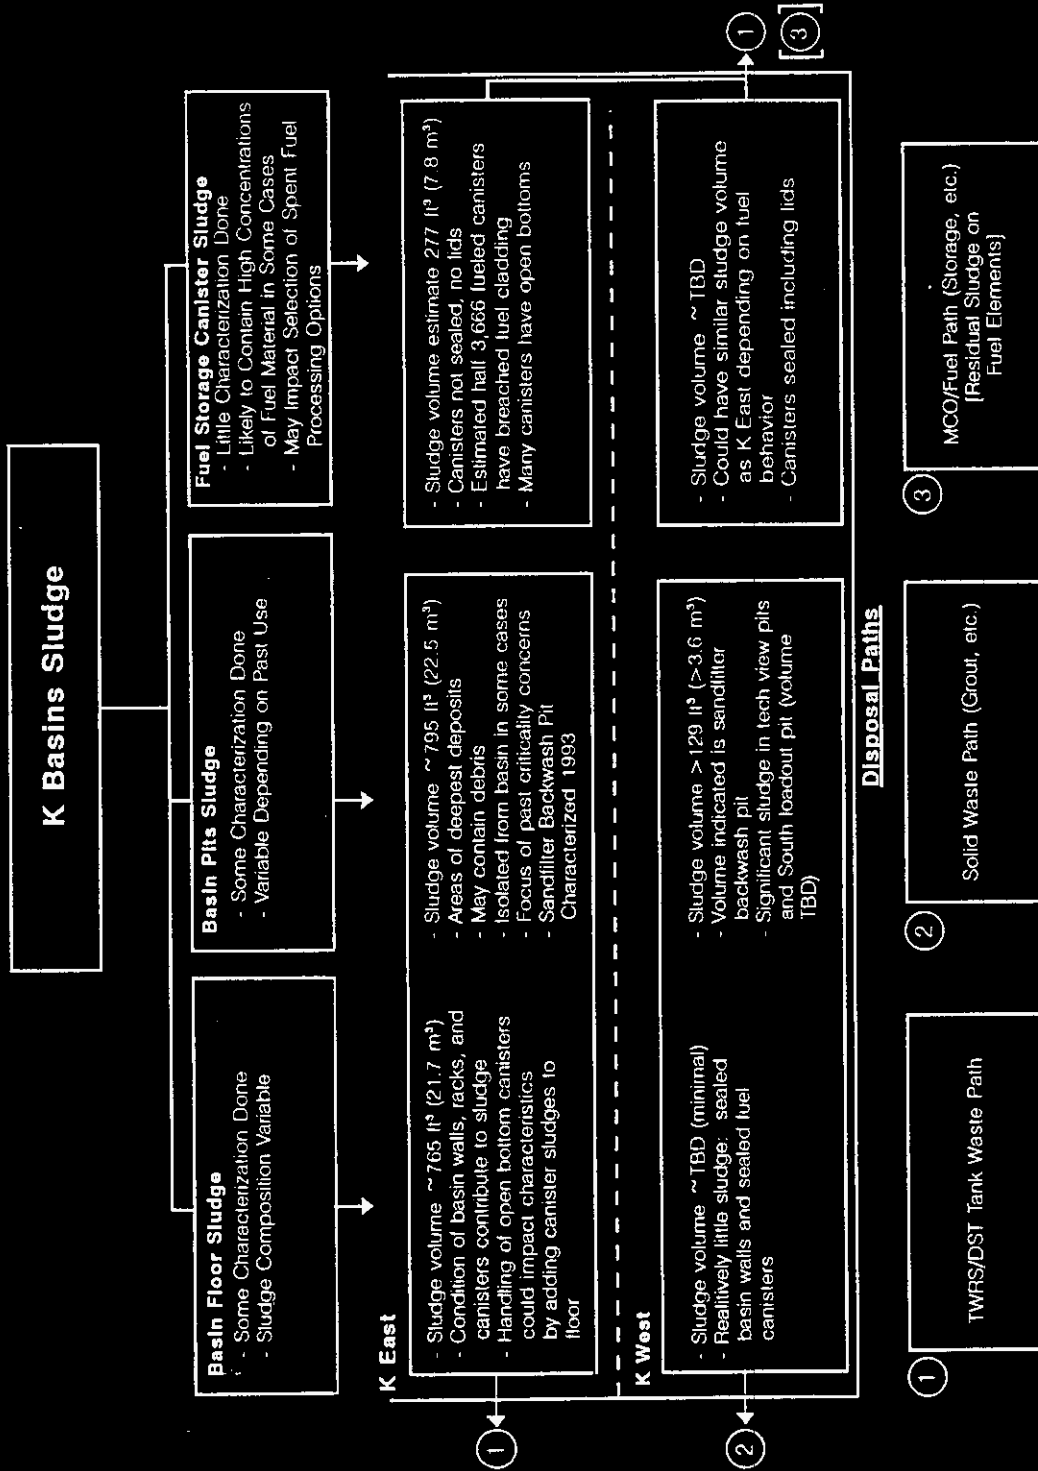 K Basins Sludge
Basin Floor Sludge
- Some Characterization Done
- Sludge Composition Variable
Basin Pits Sludge
- Some Characterization Done
- Variable Depending on Past Use
Fuel Storage Canister Sludge
- Little Characterization Done
- Likely to Contain High Concentrations
of Fuel Material in Some Cases
- May Impact Selection of Spent Fuel
Processing Options
K East
- Sludge volume ~765 ft³ (21.7 m³)
- Condition of basin walls, racks, and
canisters contribute to sludge
- Handling of open bottom canisters
could impact characteristics
by adding canister sludges to
floor
- Sludge volume ~795 ft³ (22.5 m³)
- Areas of deepest deposits
- May contain debris
- Isolated from basin in some cases
- Focus of past criticality concerns
- Sandfilter Backwash Pit
Characterized 1993
- Sludge volume estimate 277 ft³ (7.8 m³)
- Canisters not sealed, no lids
- Estimated half 3,666 fueled canisters
have breached fuel cladding
- Many canisters have open bottoms
1
K West
- Sludge volume ~TBD (minimal)
- Realitively little sludge: sealed
basin walls and sealed fuel
canisters
- Sludge volume >129 ft³ (>3.6 m³)
- Volume indicated is sandfilter
backwash pit
- Significant sludge in tech view pits
and South loadout pit (volume
TBD)
- Sludge volume ~TBD
- Could have similar sludge volume
as K East depending on fuel
behavior
- Canisters sealed including lids
2
1
[3]
Disposal Paths
1
TWRS/DST Tank Waste Path
2
Solid Waste Path (Grout, etc.)
3
MCO/Fuel Path (Storage, etc.)
[Residual Sludge on
Fuel Elements]